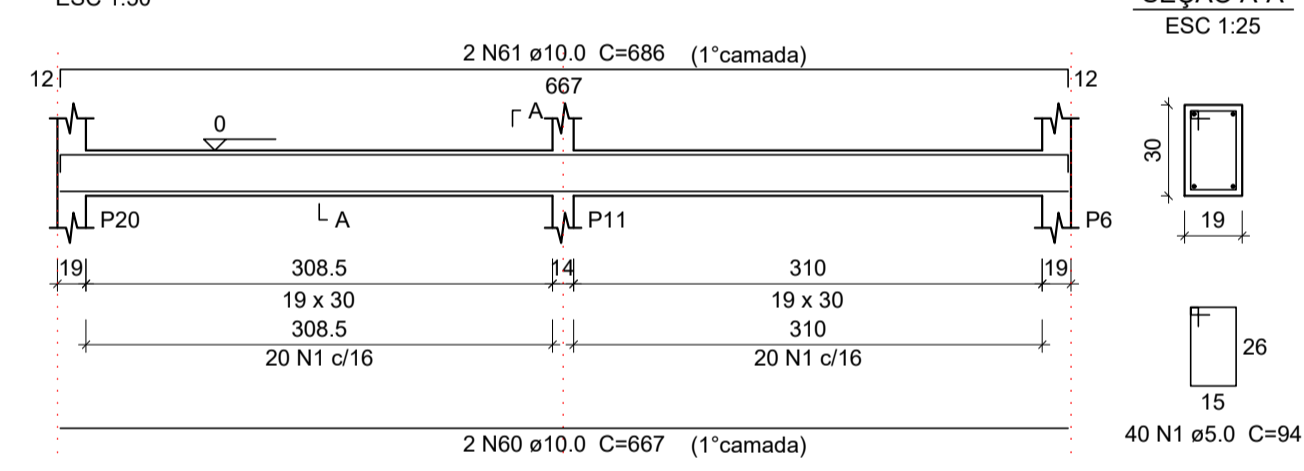 ESC 1:50
SEÇÃO A-A
ESC 1:25
2 N61 ø10.0 C=686 (1°camada)
12
667
12
A
0
P20
A
P11
P6
30
19
19
308.5
14
310
19
19 x 30
19 x 30
308.5
310
20 N1 c/16
20 N1 c/16
26
15
40 N1 ø5.0 C=94
2 N60 ø10.0 C=667 (1°camada)